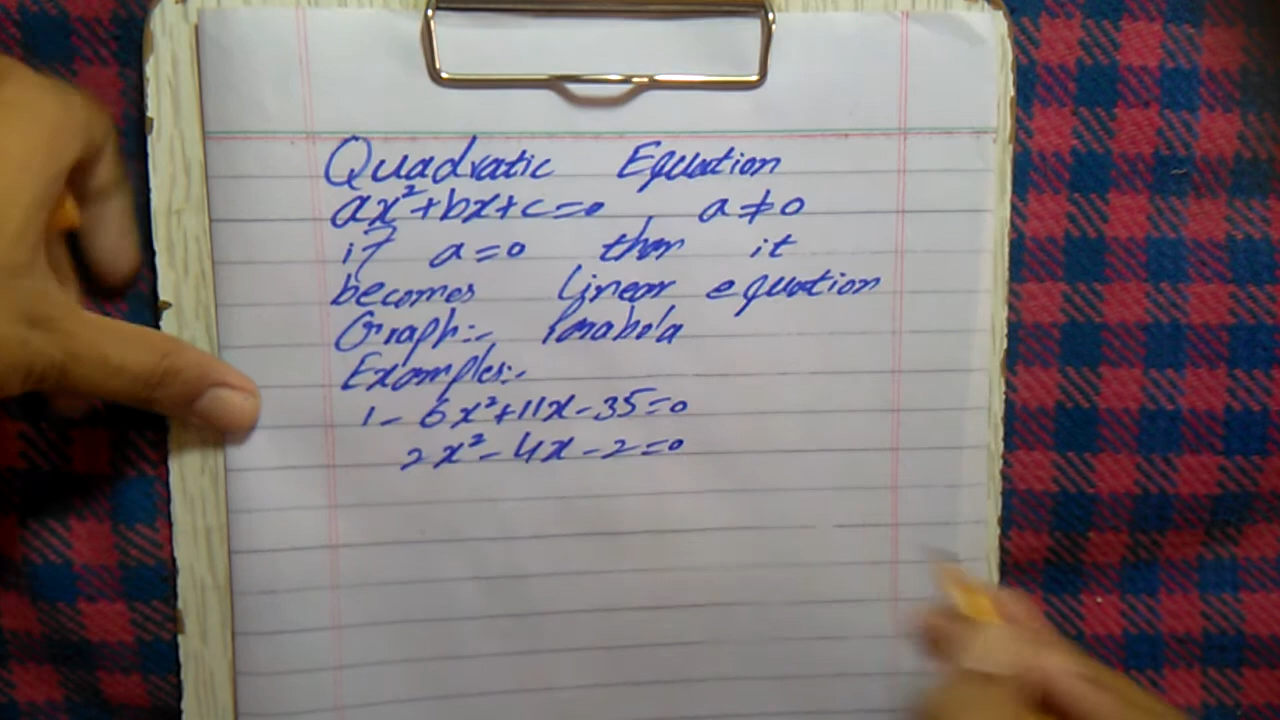 Quadratic Equation
ax²+bx+c=0 a≠0
if a=0 then it
becomes linear equation
Graph:- Parabola
Examples:-
1- 6x²+11x-35=0
2x²-4x-2=0